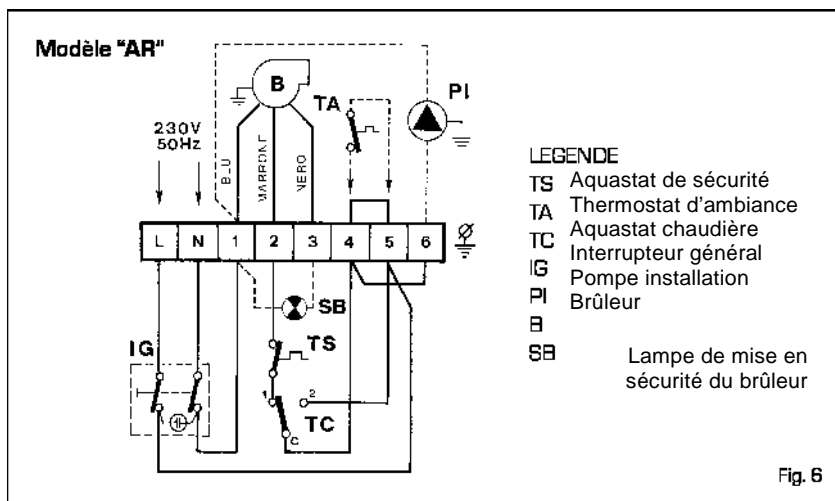 Modèle "AR"
B
TA
PI
230V
50Hz
BLU
MARRONE
NERO
L N 1 2 3 4 5 6
SB
TS
IG
1
2
TC
C
LEGENDE
TS Aquastat de sécurité
TA Thermostat d'ambiance
TC Aquastat chaudière
IG Interrupteur général
PI Pompe installation
B Brûleur
SB Lampe de mise en
sécurité du brûleur
Fig. 6